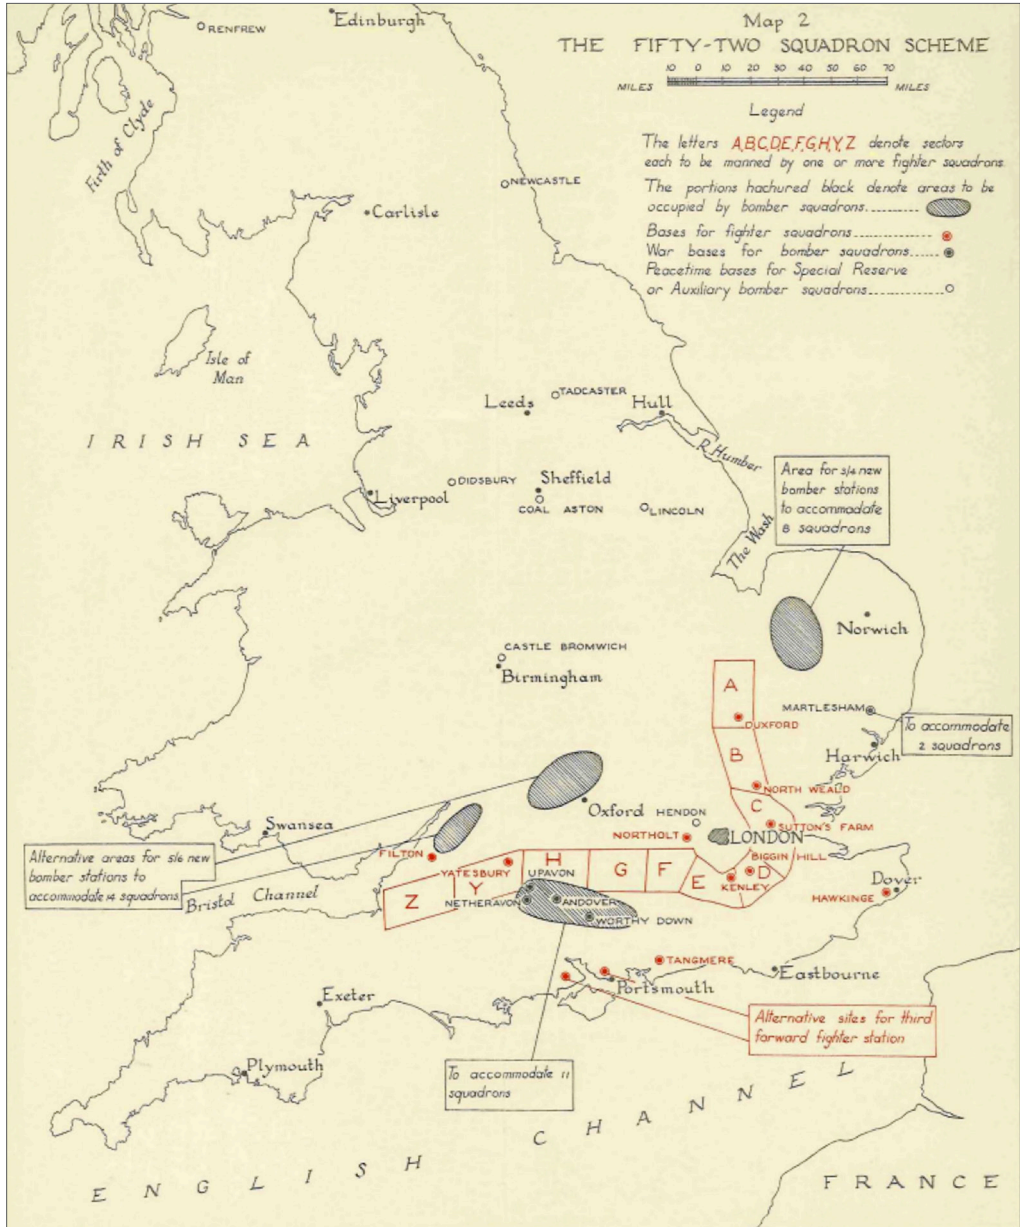 Map 2
THE FIFTY-TWO SQUADRON SCHEME
10 0 10 20 30 40 50 60 70
MILES MILES
Legend
The letters A,B,C,D,E,F,G,H,Y,Z denote sectors
each to be manned by one or more fighter squadrons.
The portions hachured black denote areas to be
occupied by bomber squadrons.
Bases for fighter squadrons
War bases for bomber squadrons
Peacetime bases for Special Reserve
or Auxiliary bomber squadrons
Edinburgh
RENFREW
Firth of Clyde
NEWCASTLE
Carlisle
Isle of
Man
IRISH SEA
TADCASTER
Leeds
Hull
R. Humber
DIDSBURY
Sheffield
Liverpool
COAL ASTON
LINCOLN
The Wash
Area for 3/4 new
bomber stations
to accommodate
8 squadrons
Norwich
CASTLE BROMWICH
Birmingham
A
MARTLESHAM
DUXFORD
To accommodate
2 squadrons
B
Harwich
NORTH WEALD
C
Oxford
HENDON
Swansea
SUTTON'S FARM
NORTHOLT
LONDON
Alternative areas for 5/6 new
bomber stations to
accommodate 14 squadrons
FILTON
YATESBURY
H
UPAVON
G
F
E
BIGGIN HILL
D
KENLEY
Dover
HAWKINGE
Bristol Channel
Z
Y
NETHERAVON
ANDOVER
WORTHY DOWN
TANGMERE
Eastbourne
Portsmouth
Exeter
Alternative sites for third
forward fighter station
Plymouth
To accommodate 11
squadrons
ENGLISH CHANNEL
FRANCE